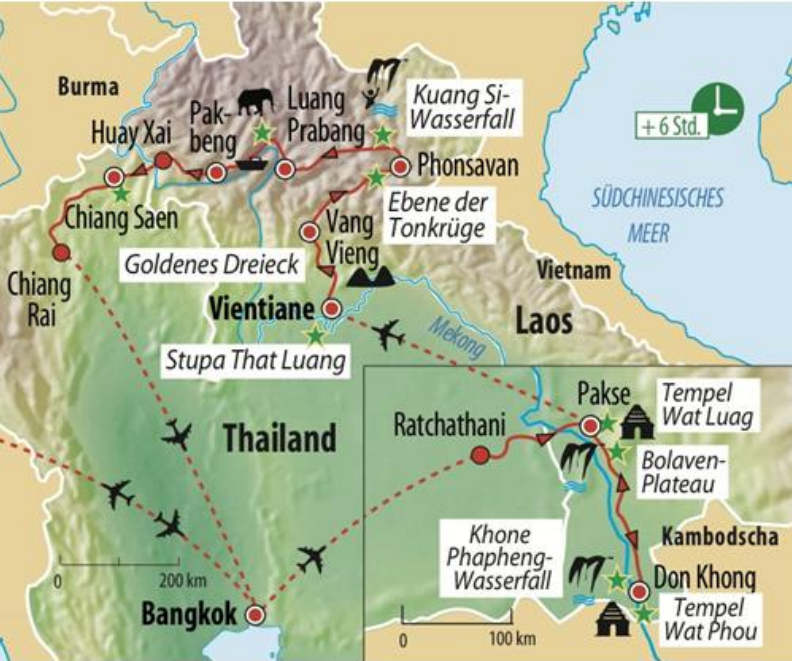 Burma
Huay Xai
Pak-
beng
Luang
Prabang
Kuang Si-
Wasserfall
+ 6 Std.
Phonsavan
Chiang Saen
Ebene der
Tonkrüge
SÜDCHINESISCHES
MEER
Vang
Vieng
Goldenes Dreieck
Chiang
Rai
Vietnam
Vientiane
Laos
Mekong
Stupa That Luang
Thailand
Pakse
Tempel
Wat Luag
Ratchathani
Bolaven-
Plateau
Khone
Phapheng-
Wasserfall
Kambodscha
Don Khong
Tempel
Wat Phou
0
200 km
Bangkok
0
100 km